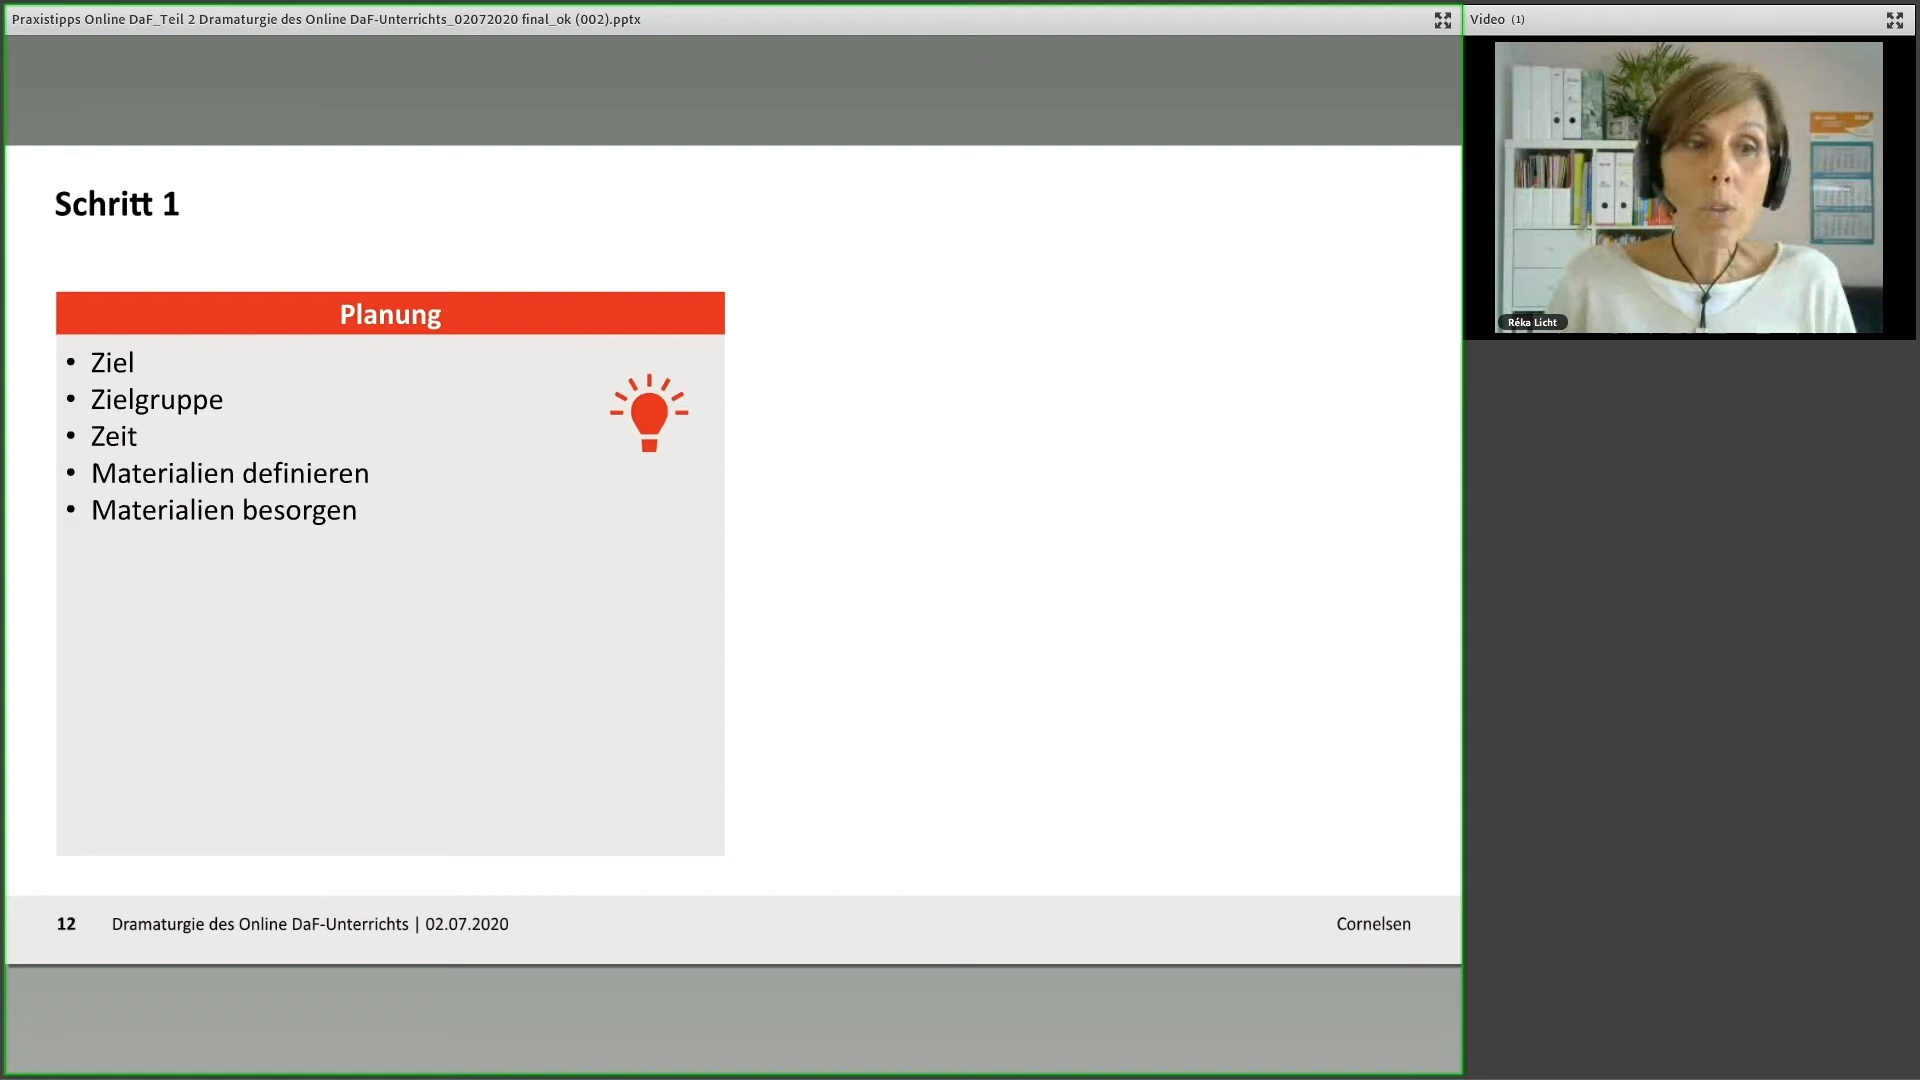 Praxistipps Online DaF_Teil 2 Dramaturgie des Online DaF-Unterrichts_02072020 final_ok (002).pptx
Video (1)
Réka Licht
Schritt 1
Planung
• Ziel
• Zielgruppe
• Zeit
• Materialien definieren
• Materialien besorgen
12 Dramaturgie des Online DaF-Unterrichts | 02.07.2020
Cornelsen